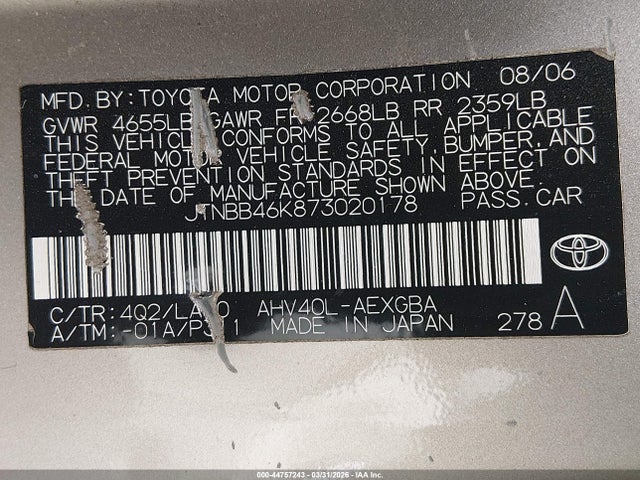 MFD. BY: TOYOTA MOTOR CORPORATION 08/06
GVWR 4655LB GAWR FR 2668LB RR 2359LB
THIS VEHICLE CONFORMS TO ALL APPLICABLE
FEDERAL MOTOR VEHICLE SAFETY, BUMPER, AND
THEFT PREVENTION STANDARDS IN EFFECT ON
THE DATE OF MANUFACTURE SHOWN ABOVE.
JTNBB46K873020178 PASS. CAR
C/TR: 4Q2/LA AHV40L-AEXGBA
A/TM: -01A/P311 MADE IN JAPAN 278 A
000-44757243 - 03/31/2026 - IAA Inc.